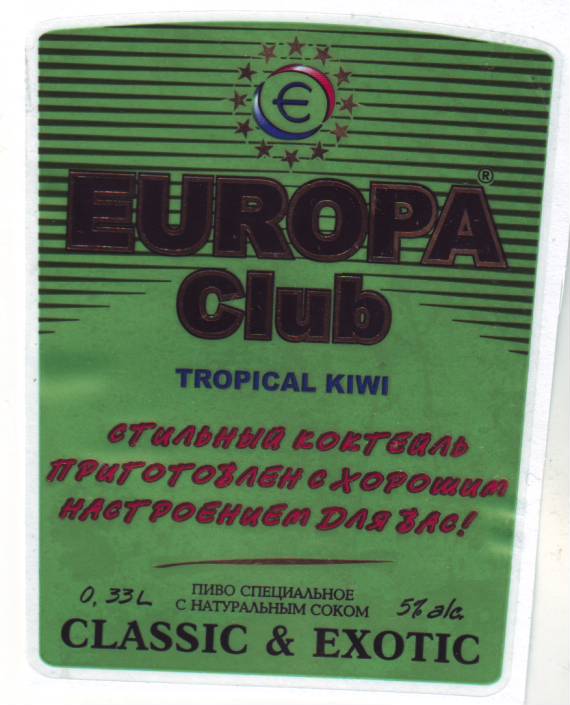 €
EUROPA®
Club
TROPICAL KIWI
СТИЛЬНЫЙ КОКТЕЙЛЬ
ПРИГОТОВЛЕН С ХОРОШИМ
НАСТРОЕНИЕМ ДЛЯ ВАС!
0,33L
ПИВО СПЕЦИАЛЬНОЕ
С НАТУРАЛЬНЫМ СОКОМ
5% alc.
CLASSIC & EXOTIC